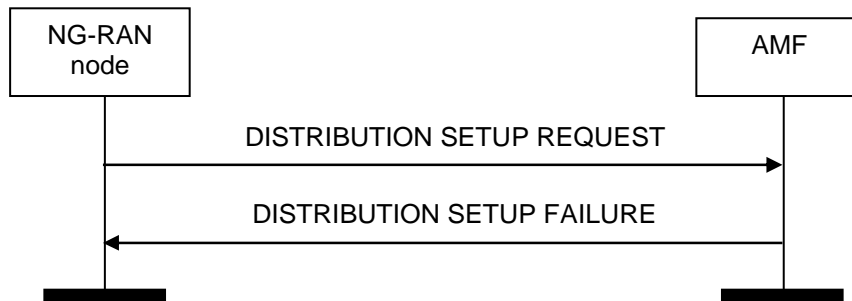 NG-RAN
node
AMF
DISTRIBUTION SETUP REQUEST
DISTRIBUTION SETUP FAILURE